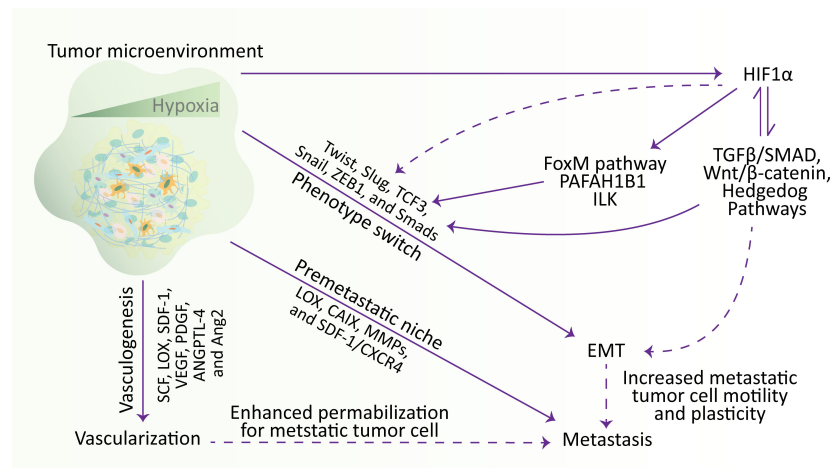 Tumor microenvironment
Hypoxia
HIF1α
Twist, Slug, TCF3,
Snail, ZEB1, and Smads
Phenotype switch
FoxM pathway
PAFAH1B1
ILK
TGFβ/SMAD,
Wnt/β-catenin,
Hedgedog
Pathways
Premetastatic niche
LOX, CAIX, MMPs,
and SDF-1/CXCR4
Vasculogenesis
SCF, LOX, SDF-1,
VEGF, PDGF,
ANGPTL-4
and Ang2
EMT
Increased metastatic
tumor cell motility
and plasticity
Enhanced permabilization
for metstatic tumor cell
Vascularization
Metastasis